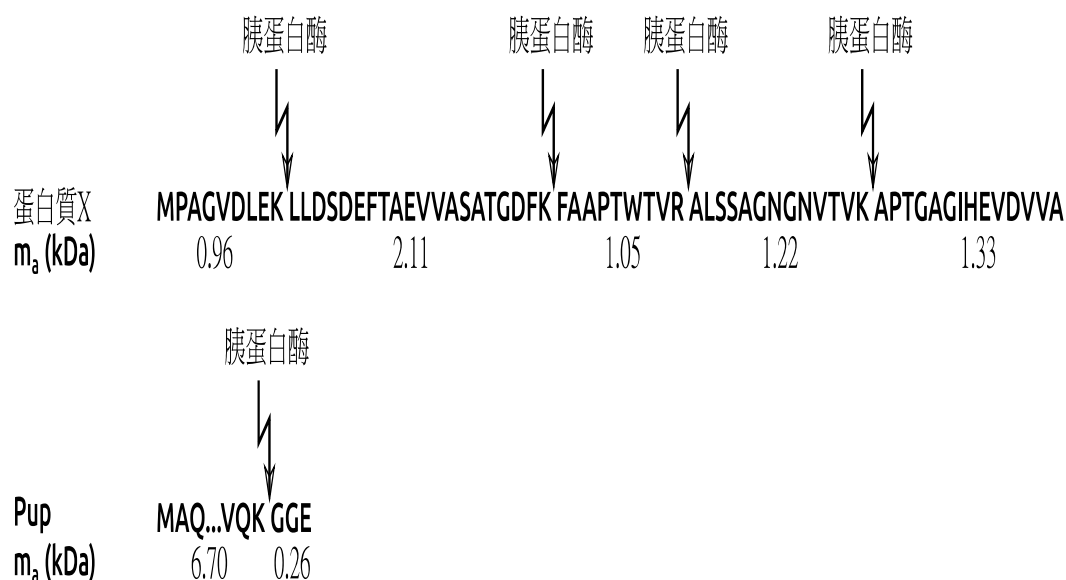 胰蛋白酶 胰蛋白酶 胰蛋白酶 胰蛋白酶
蛋白質X MPAGVDLEK LLDSDEFTAEVVASATGDFK FAAPTWTVR ALSSAGNGNVTVK APTGAGIHEVDVVA
ma (kDa) 0.96 2.11 1.05 1.22 1.33
胰蛋白酶
Pup MAQ...VQK GGE
ma (kDa) 6.70 0.26